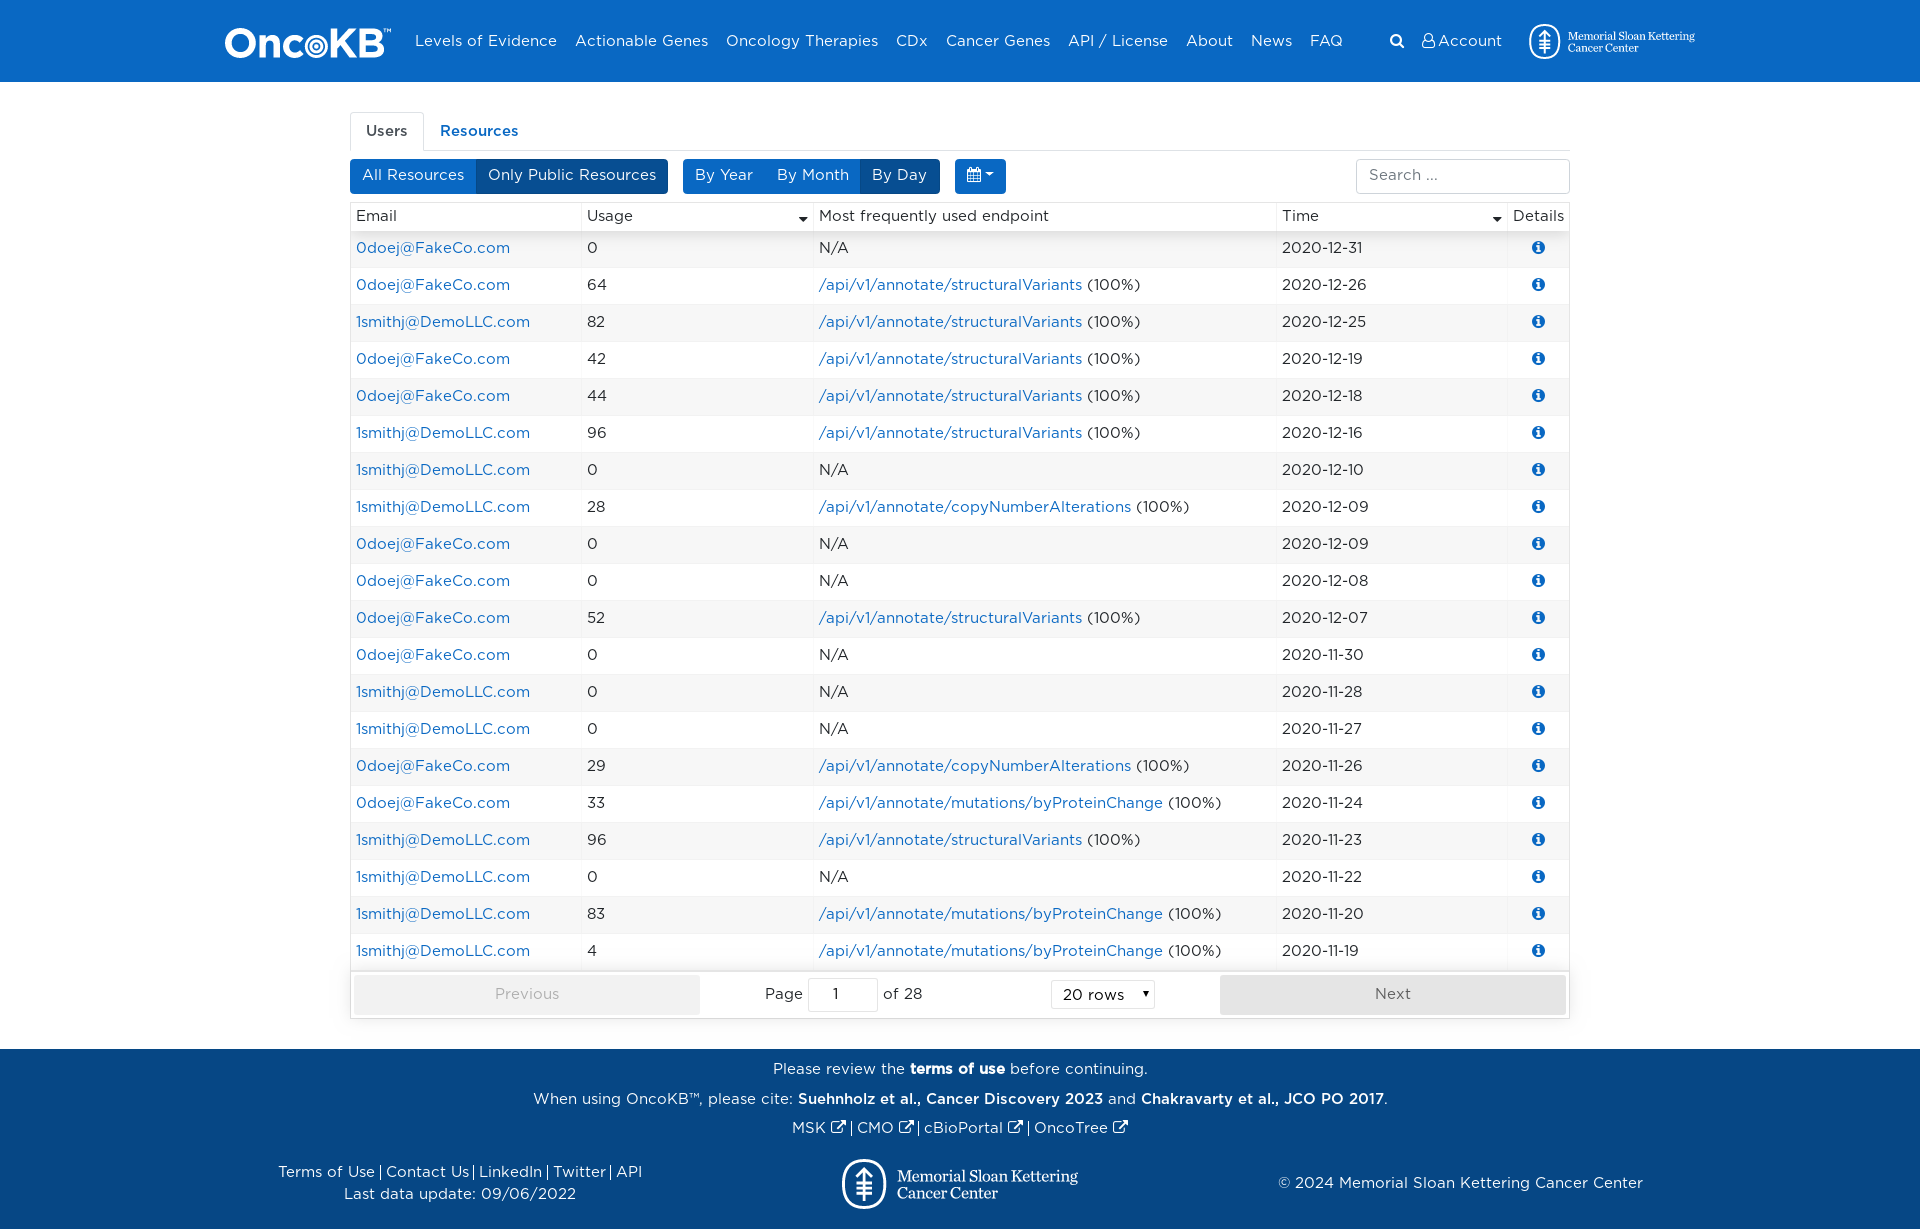 OncoKB™ Levels of Evidence Actionable Genes Oncology Therapies CDx Cancer Genes API / License About News FAQ Account Memorial Sloan Kettering Cancer Center
Users Resources
All Resources Only Public Resources By Year By Month By Day Search ...
Email Usage Most frequently used endpoint Time Details
0doej@FakeCo.com 0 N/A 2020-12-31
0doej@FakeCo.com 64 /api/v1/annotate/structuralVariants (100%) 2020-12-26
1smithj@DemoLLC.com 82 /api/v1/annotate/structuralVariants (100%) 2020-12-25
0doej@FakeCo.com 42 /api/v1/annotate/structuralVariants (100%) 2020-12-19
0doej@FakeCo.com 44 /api/v1/annotate/structuralVariants (100%) 2020-12-18
1smithj@DemoLLC.com 96 /api/v1/annotate/structuralVariants (100%) 2020-12-16
1smithj@DemoLLC.com 0 N/A 2020-12-10
1smithj@DemoLLC.com 28 /api/v1/annotate/copyNumberAlterations (100%) 2020-12-09
0doej@FakeCo.com 0 N/A 2020-12-09
0doej@FakeCo.com 0 N/A 2020-12-08
0doej@FakeCo.com 52 /api/v1/annotate/structuralVariants (100%) 2020-12-07
0doej@FakeCo.com 0 N/A 2020-11-30
1smithj@DemoLLC.com 0 N/A 2020-11-28
1smithj@DemoLLC.com 0 N/A 2020-11-27
0doej@FakeCo.com 29 /api/v1/annotate/copyNumberAlterations (100%) 2020-11-26
0doej@FakeCo.com 33 /api/v1/annotate/mutations/byProteinChange (100%) 2020-11-24
1smithj@DemoLLC.com 96 /api/v1/annotate/structuralVariants (100%) 2020-11-23
1smithj@DemoLLC.com 0 N/A 2020-11-22
1smithj@DemoLLC.com 83 /api/v1/annotate/mutations/byProteinChange (100%) 2020-11-20
1smithj@DemoLLC.com 4 /api/v1/annotate/mutations/byProteinChange (100%) 2020-11-19
Previous Page 1 of 28 20 rows Next
Please review the terms of use before continuing.
When using OncoKB™, please cite: Suehnholz et al., Cancer Discovery 2023 and Chakravarty et al., JCO PO 2017.
MSK | CMO | cBioPortal | OncoTree
Terms of Use | Contact Us | LinkedIn | Twitter | API
Last data update: 09/06/2022
Memorial Sloan Kettering
Cancer Center
© 2024 Memorial Sloan Kettering Cancer Center